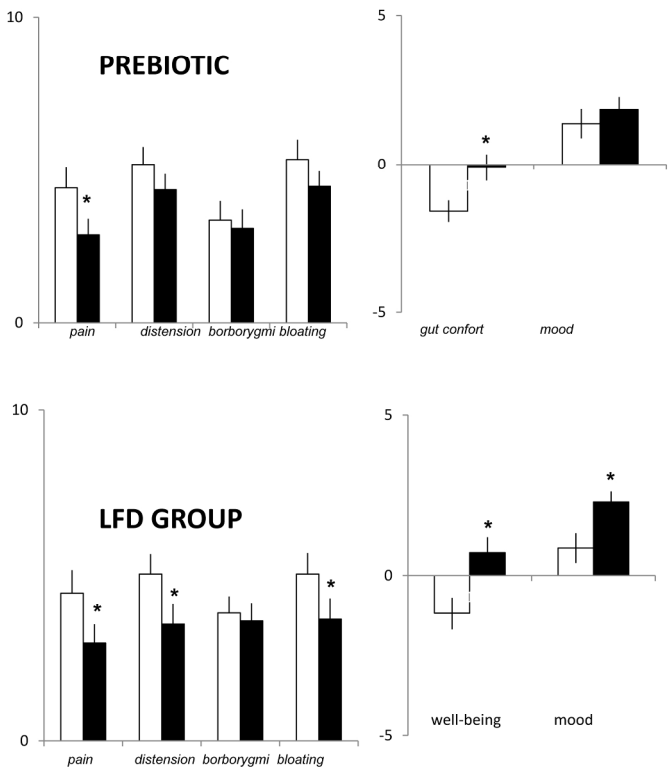 10
PREBIOTIC
*
0
pain distension borborygmi bloating
5
*
0
-5
gut confort mood
10
LFD GROUP
* * *
0
pain distension borborygmi bloating
5
* *
0
-5
well-being mood